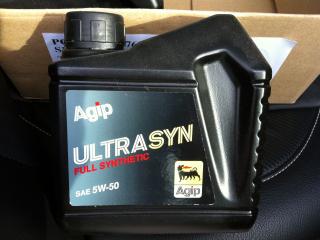 Agip
ULTRASYN
FULL SYNTHETIC
SAE 5W-50
Agip